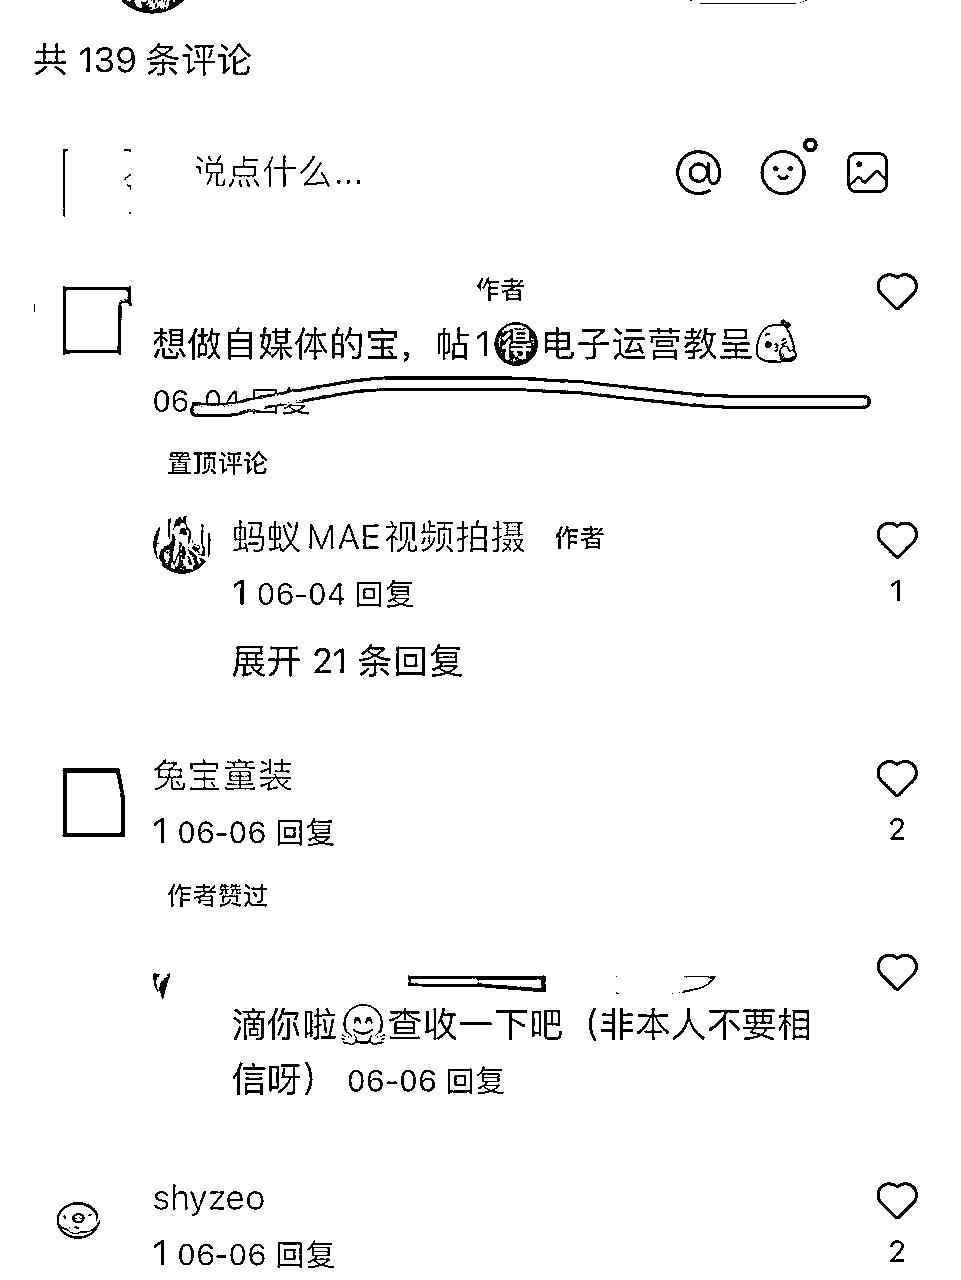 共 139 条评论
说点什么...
作者
想做自媒体的宝，帖1得电子运营教呈
06-04 回复
置顶评论
蚂蚁MAE视频拍摄 作者
1 06-04 回复
1
展开 21 条回复
兔宝童装
1 06-06 回复
2
作者赞过
滴你啦查收一下吧（非本人不要相
信呀） 06-06 回复
shyzeo
1 06-06 回复
2